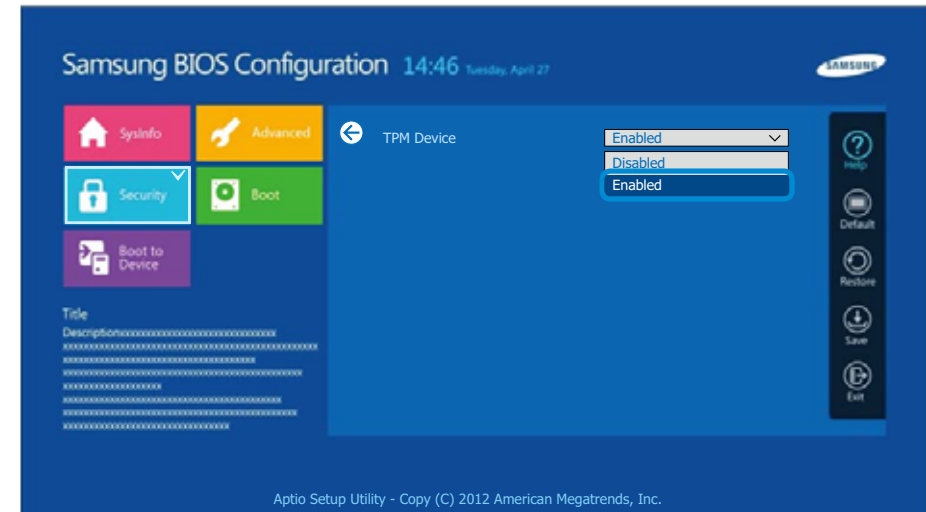 Samsung BIOS Configuration 14:46 Tuesday, April 27
SAMSUNG
SysInfo
Advanced
Security
Boot
Boot to
Device
TPM Device
Enabled
Disabled
Enabled
Help
Default
Restore
Save
Exit
Title
Aptio Setup Utility - Copy (C) 2012 American Megatrends, Inc.